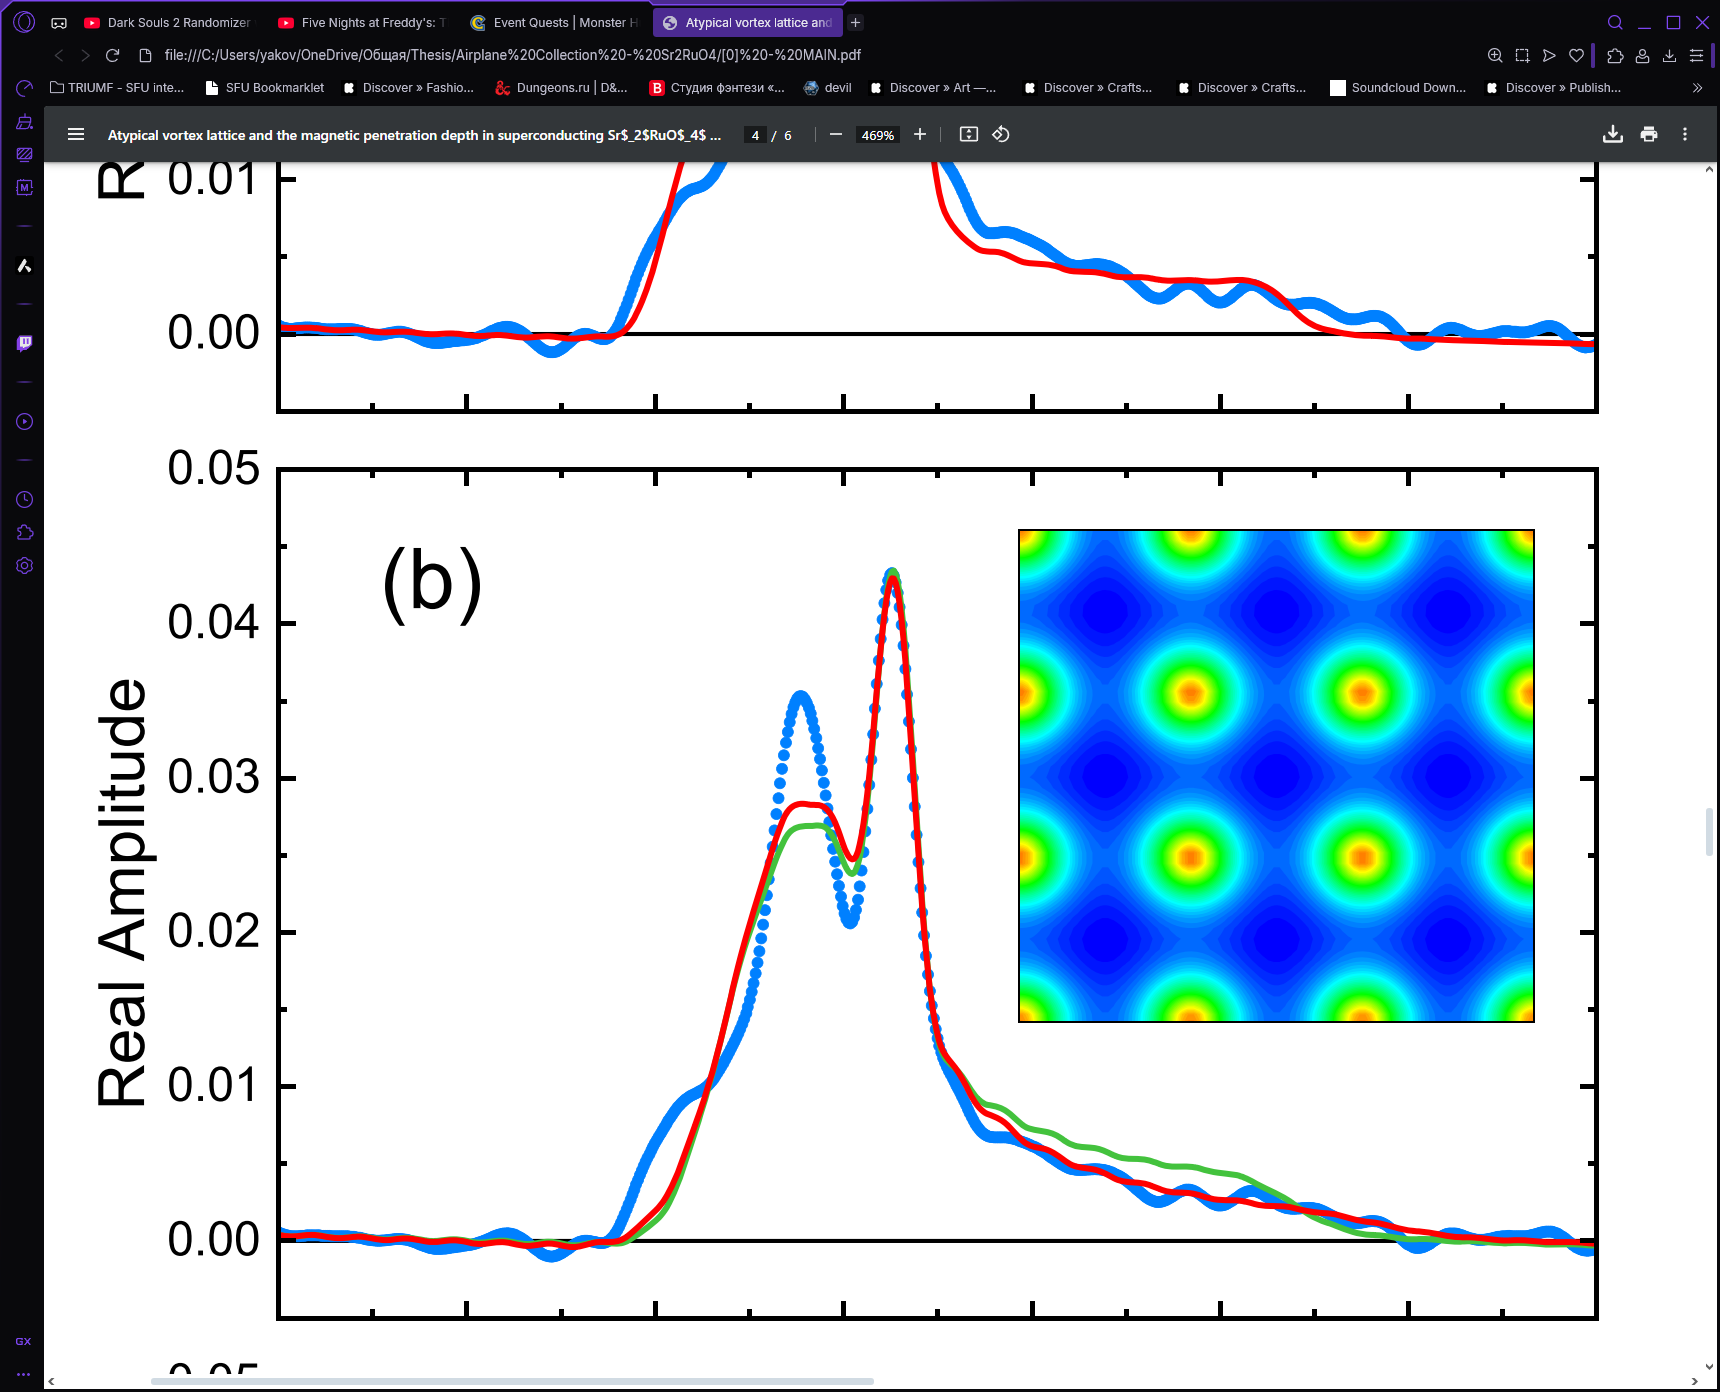 Dark Souls 2 Randomizer
Five Nights at Freddy's: T
Event Quests | Monster H
Atypical vortex lattice and
file:///C:/Users/yakov/OneDrive/Общая/Thesis/Airplane%20Collection%20-%20Sr2RuO4/[0]%20-%20MAIN.pdf
TRIUMF - SFU inte...
SFU Bookmarklet
Discover » Fashio...
Dungeons.ru | D&...
B
Студия фэнтези «...
devil
Discover » Art —...
Discover » Crafts...
Discover » Crafts...
Soundcloud Down...
Discover » Publish...
Atypical vortex lattice and the magnetic penetration depth in superconducting Sr$_2$RuO$_4$ ...
4 / 6
469%
M
R
0.01
0.00
0.05
(b)
0.04
0.03
Real Amplitude
0.02
0.01
0.00
GX
0.05